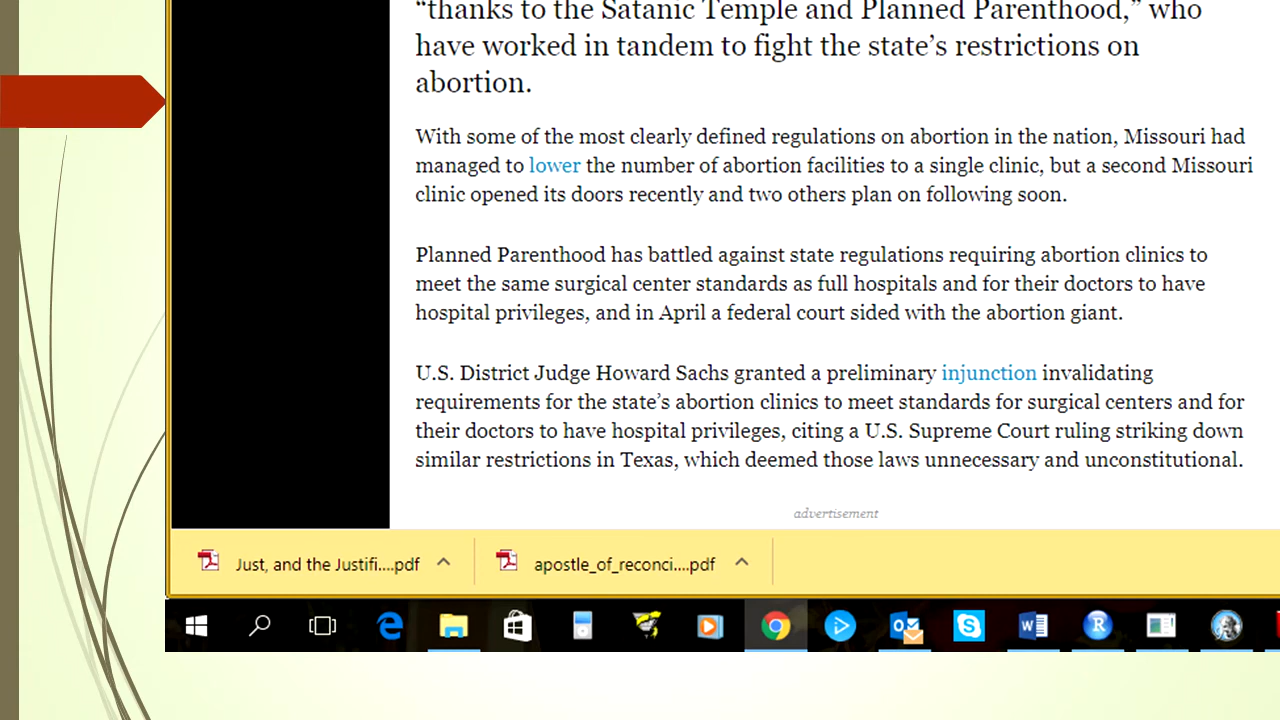 “thanks to the Satanic Temple and Planned Parenthood,” who
have worked in tandem to fight the state’s restrictions on
abortion.
With some of the most clearly defined regulations on abortion in the nation, Missouri had
managed to lower the number of abortion facilities to a single clinic, but a second Missouri
clinic opened its doors recently and two others plan on following soon.
Planned Parenthood has battled against state regulations requiring abortion clinics to
meet the same surgical center standards as full hospitals and for their doctors to have
hospital privileges, and in April a federal court sided with the abortion giant.
U.S. District Judge Howard Sachs granted a preliminary injunction invalidating
requirements for the state’s abortion clinics to meet standards for surgical centers and for
their doctors to have hospital privileges, citing a U.S. Supreme Court ruling striking down
similar restrictions in Texas, which deemed those laws unnecessary and unconstitutional.
advertisement
Just, and the Justifi....pdf
apostle_of_reconci....pdf